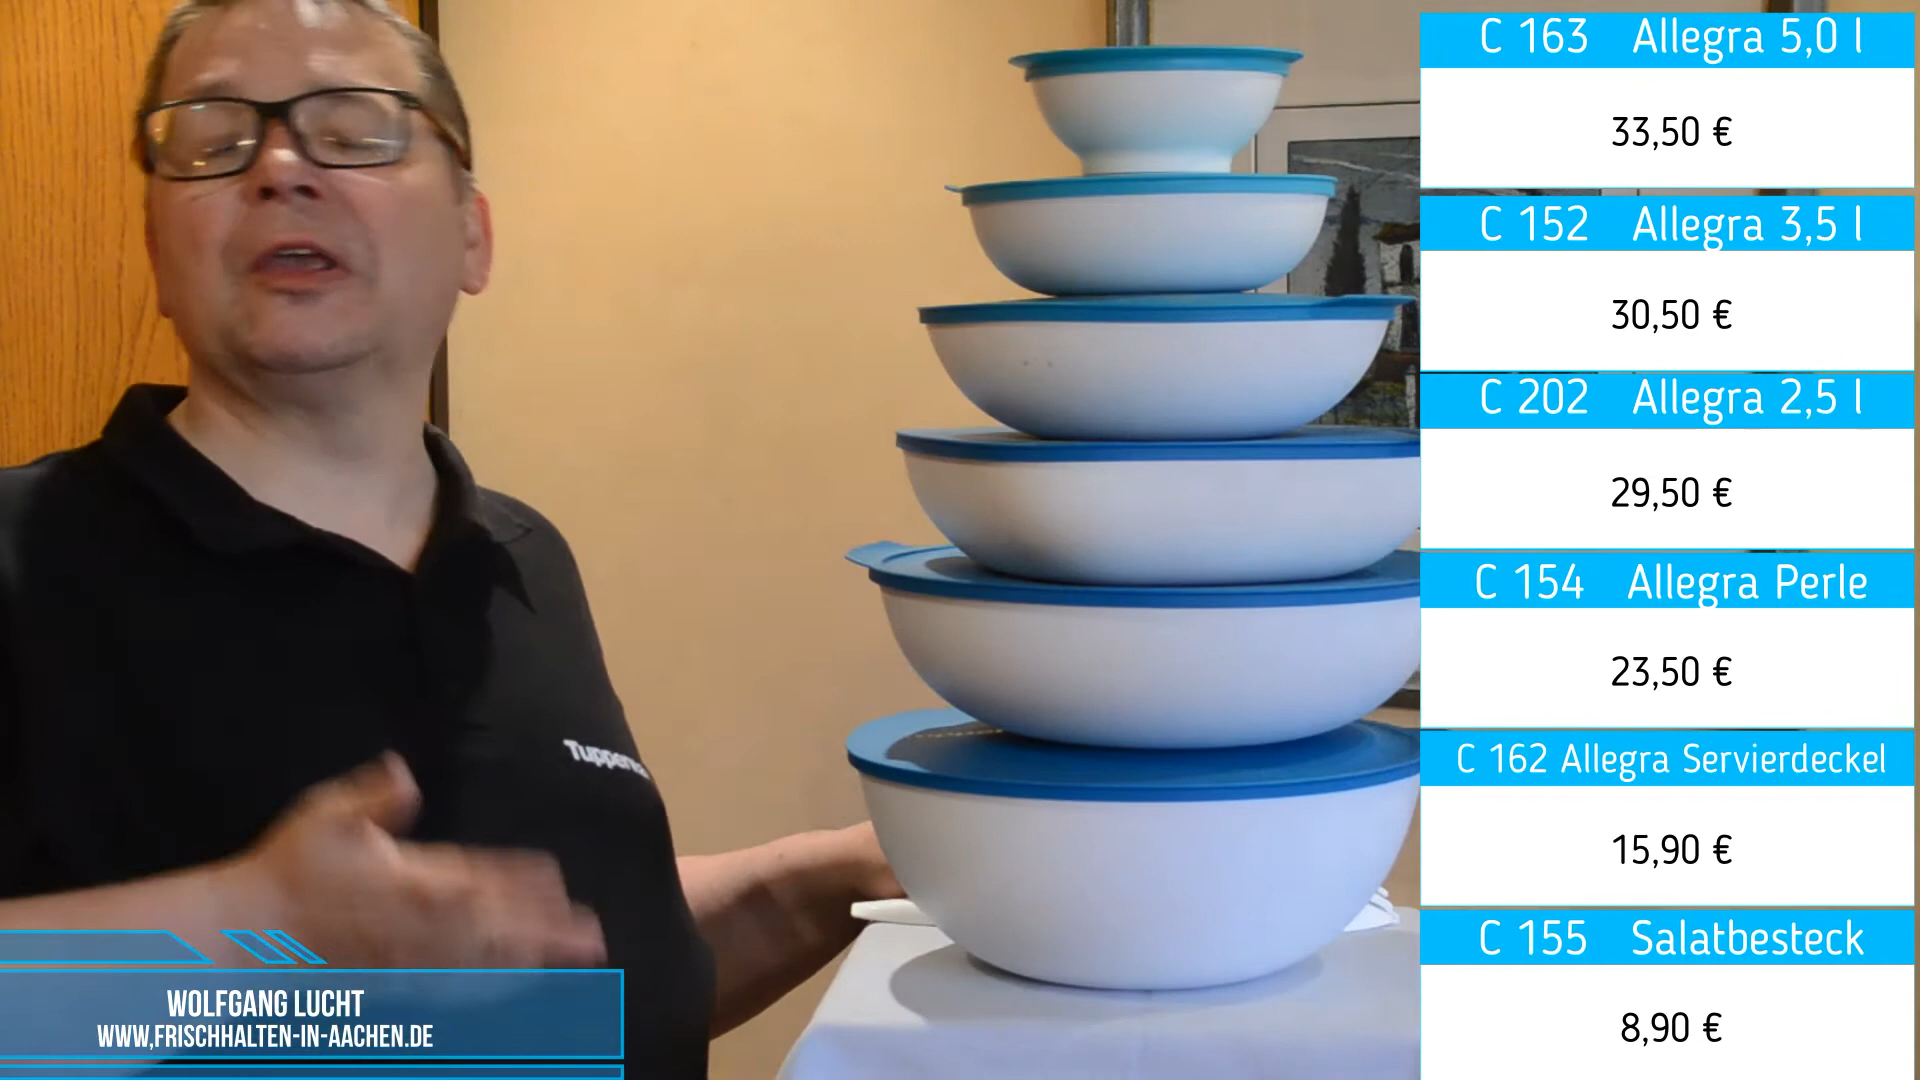 C 163 Allegra 5,0 l
33,50 €
C 152 Allegra 3,5 l
30,50 €
C 202 Allegra 2,5 l
29,50 €
C 154 Allegra Perle
23,50 €
C 162 Allegra Servierdeckel
15,90 €
C 155 Salatbesteck
8,90 €
WOLFGANG LUCHT
WWW,FRISCHHALTEN-IN-AACHEN.DE